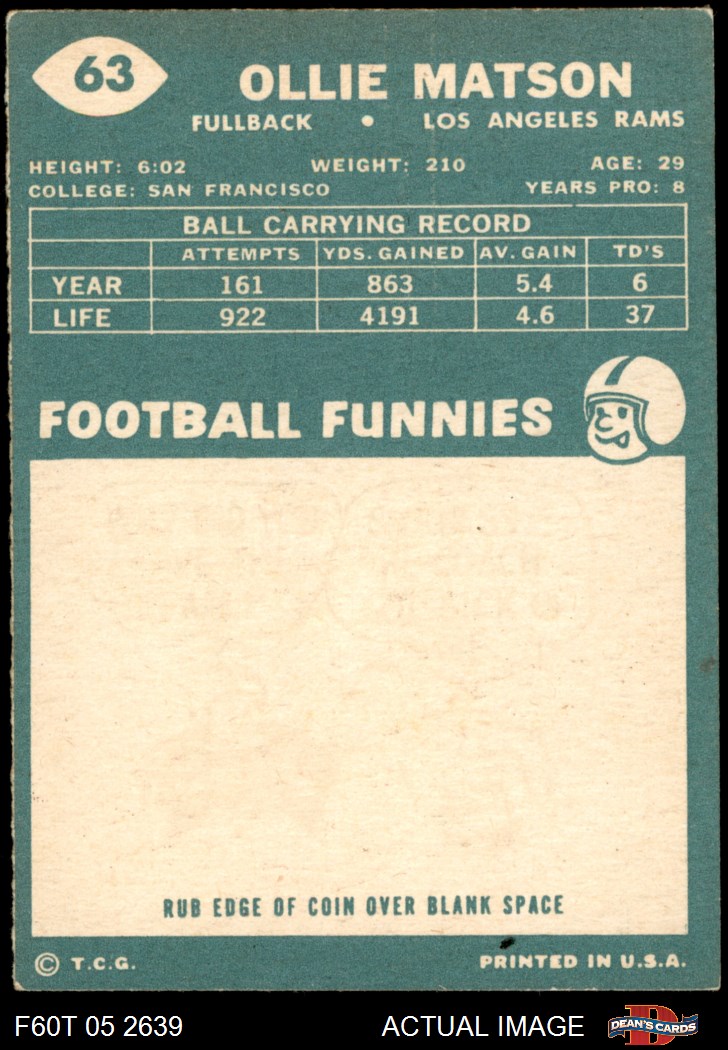 63
OLLIE MATSON
FULLBACK • LOS ANGELES RAMS
HEIGHT: 6:02 WEIGHT: 210 AGE: 29
COLLEGE: SAN FRANCISCO YEARS PRO: 8
BALL CARRYING RECORD
ATTEMPTS YDS. GAINED AV. GAIN TD'S
YEAR 161 863 5.4 6
LIFE 922 4191 4.6 37
FOOTBALL FUNNIES
RUB EDGE OF COIN OVER BLANK SPACE
© T.C.G. PRINTED IN U.S.A.
F60T 05 2639 ACTUAL IMAGE DEAN'S CARDS